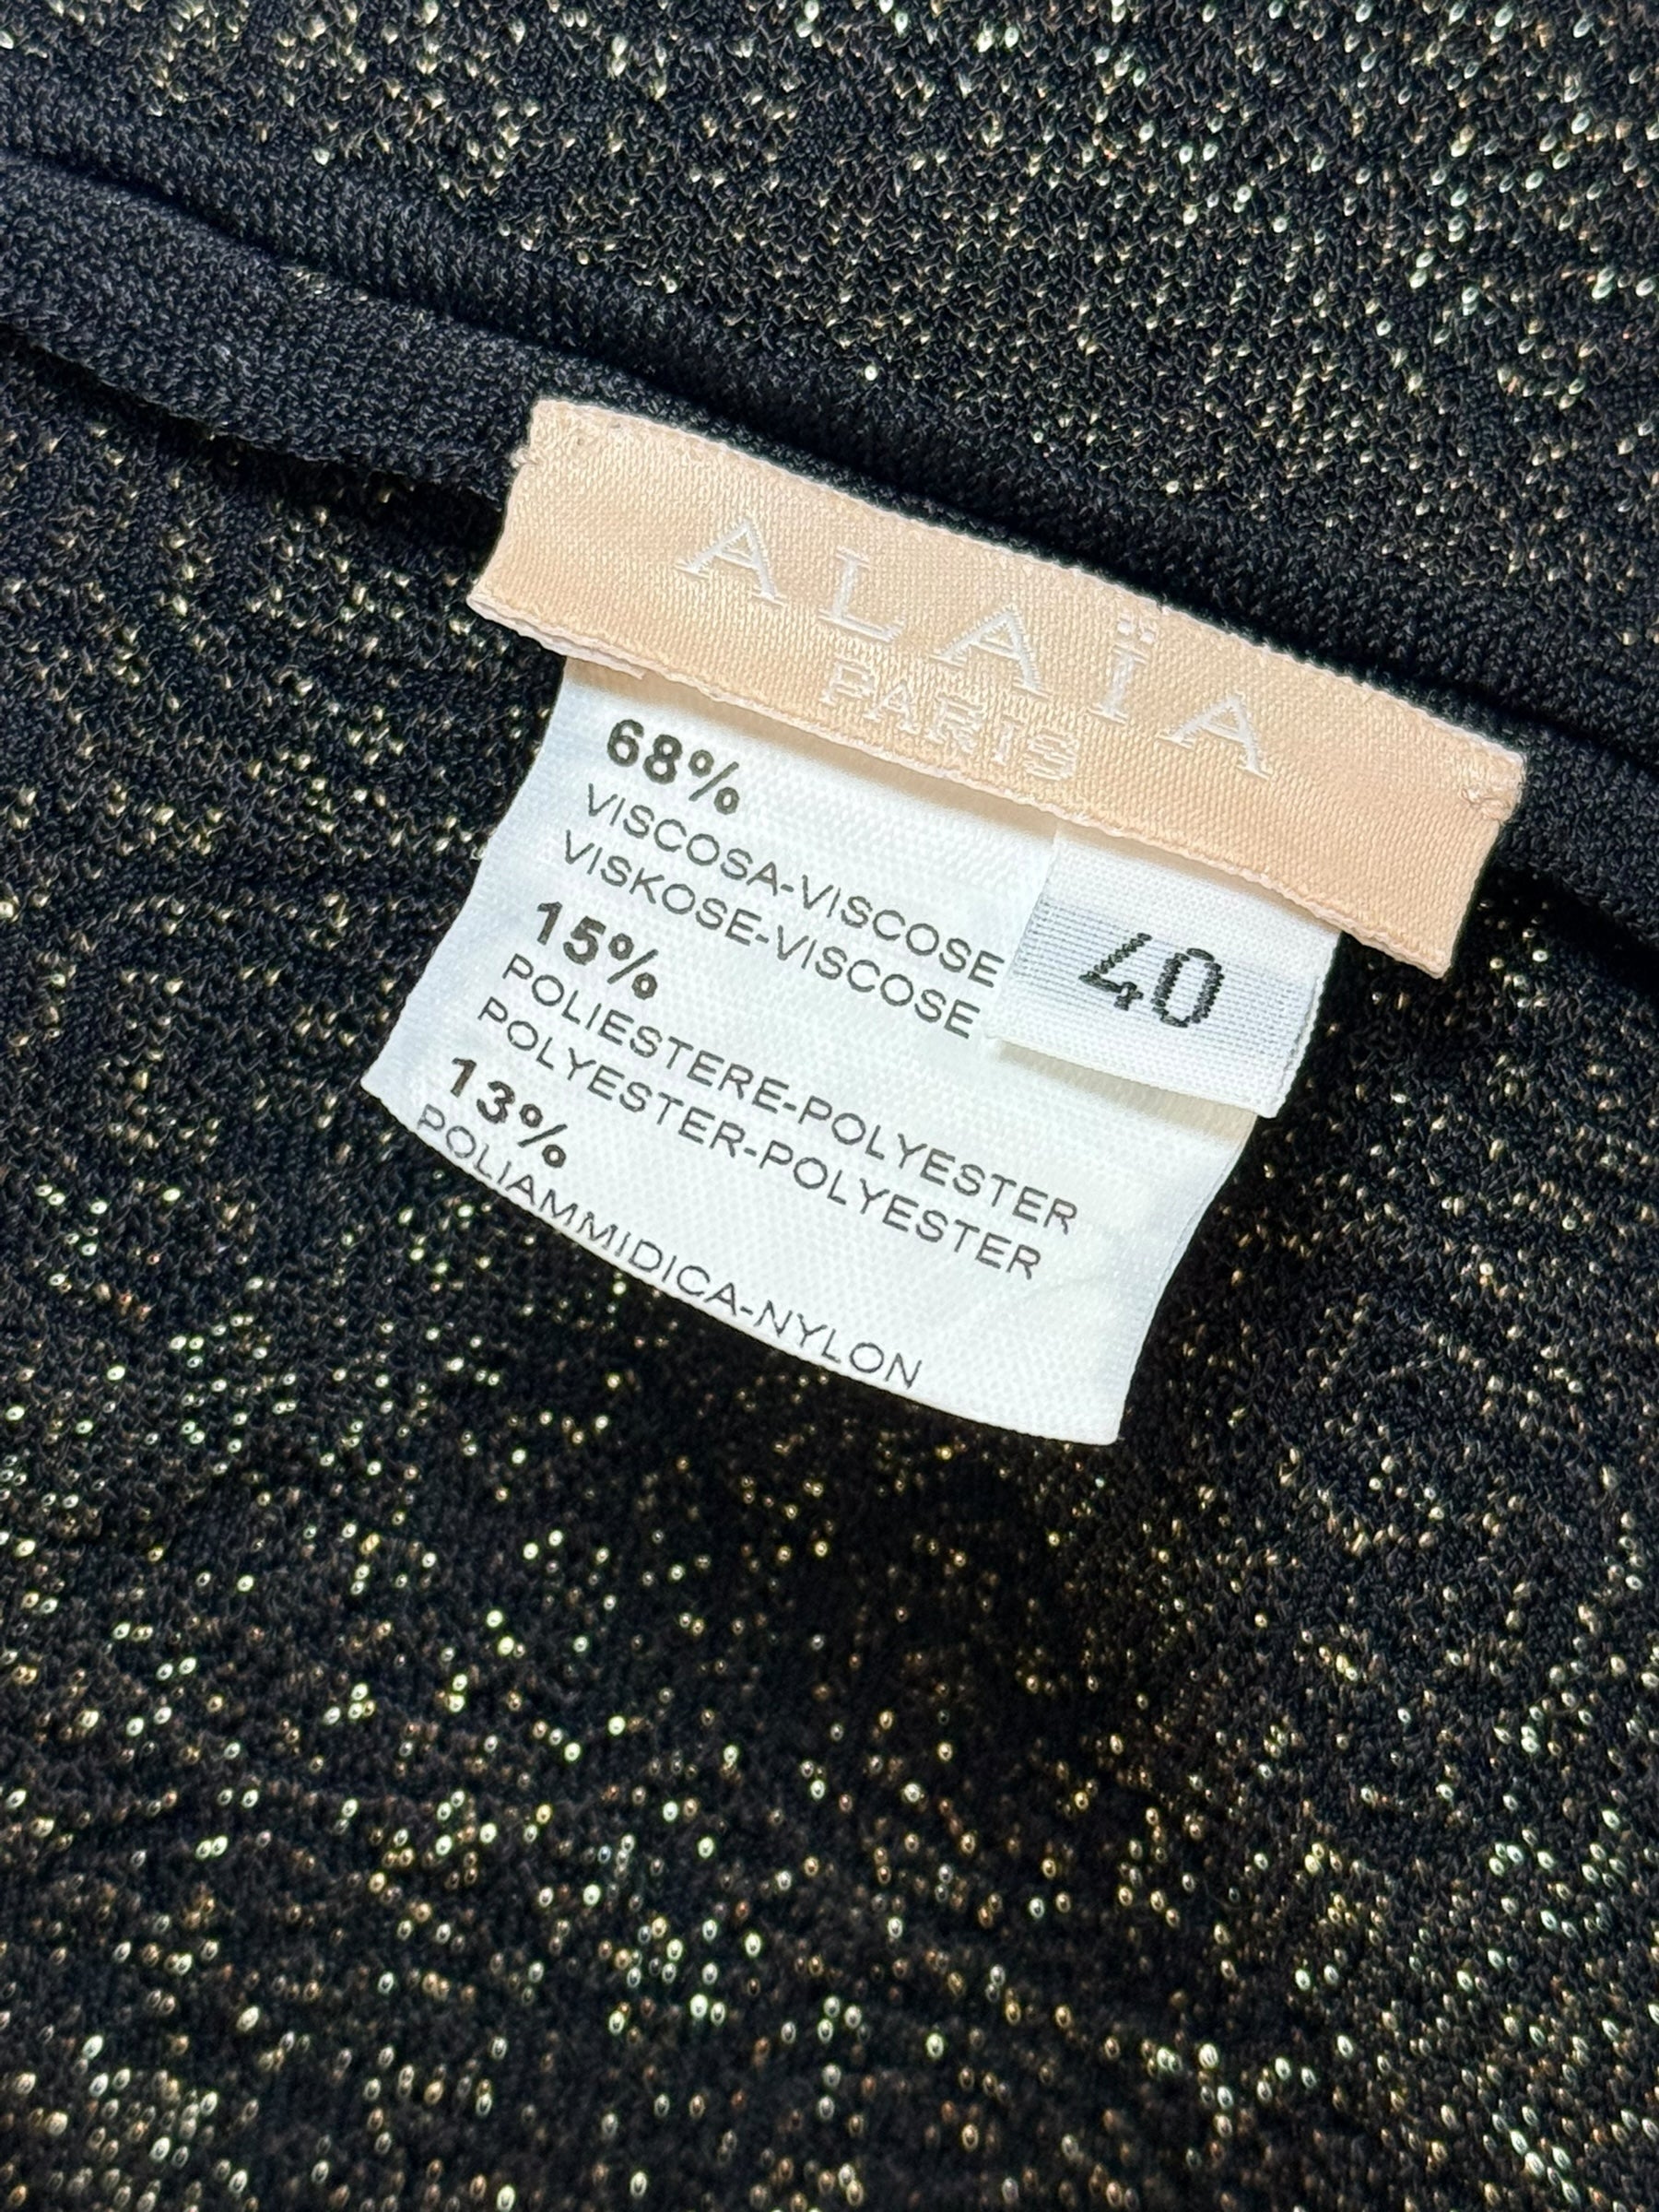 ALAÏA
PARIS
68%
VISCOSA-VISCOSE
VISKOSE-VISCOSE
40
15%
POLIESTERE-POLYESTER
POLYESTER-POLYESTER
13%
POLIAMMIDICA-NYLON